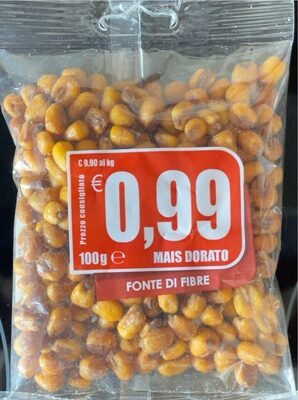 € 9.90 al kg
Prezzo consigliato
€ 0,99
100g ℮ MAIS DORATO
FONTE DI FIBRE